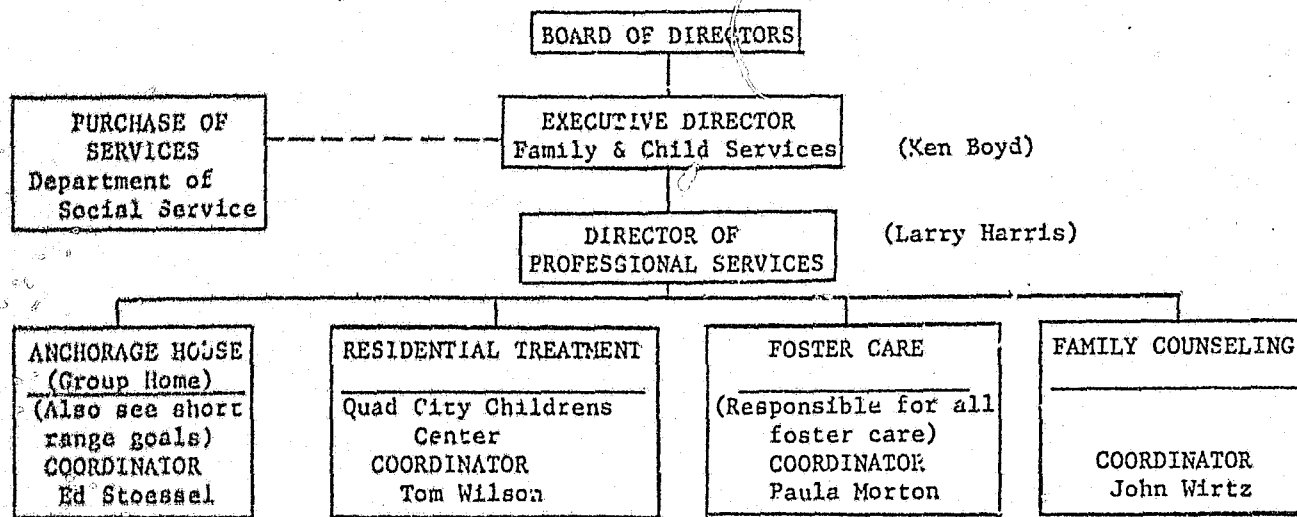 BOARD OF DIRECTORS
PURCHASE OF
SERVICES
Department of
Social Service
EXECUTIVE DIRECTOR
Family & Child Services
(Ken Boyd)
DIRECTOR OF
PROFESSIONAL SERVICES
(Larry Harris)
ANCHORAGE HOUSE
(Group Home)
(Also see short
range goals)
COORDINATOR
Ed Stoessel
RESIDENTIAL TREATMENT
Quad City Childrens
Center
COORDINATOR
Tom Wilson
FOSTER CARE
(Responsible for all
foster care)
COORDINATOR
Paula Morton
FAMILY COUNSELING
COORDINATOR
John Wirtz